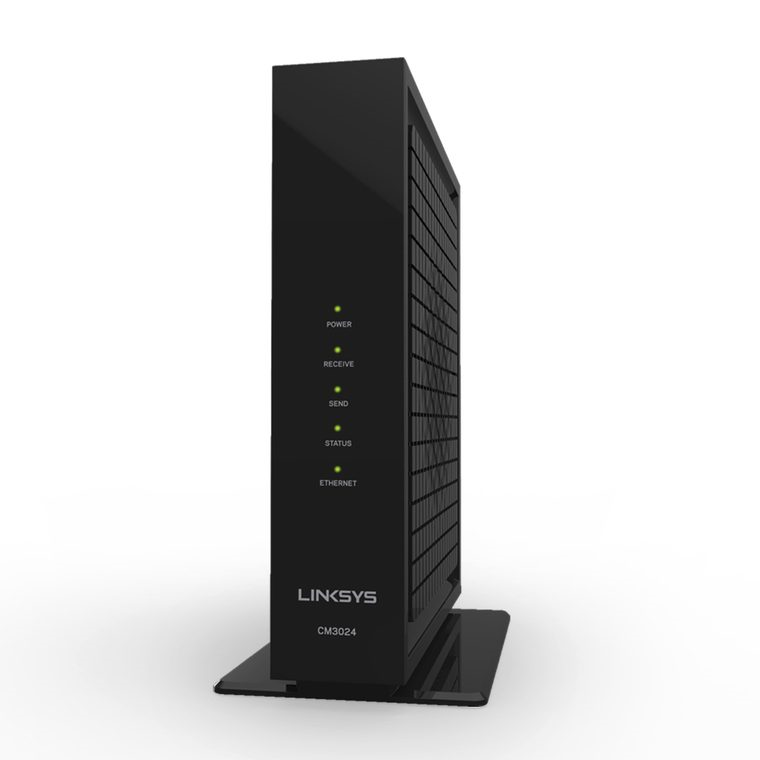 POWER
RECEIVE
SEND
STATUS
ETHERNET
LINKSYS
CM3024